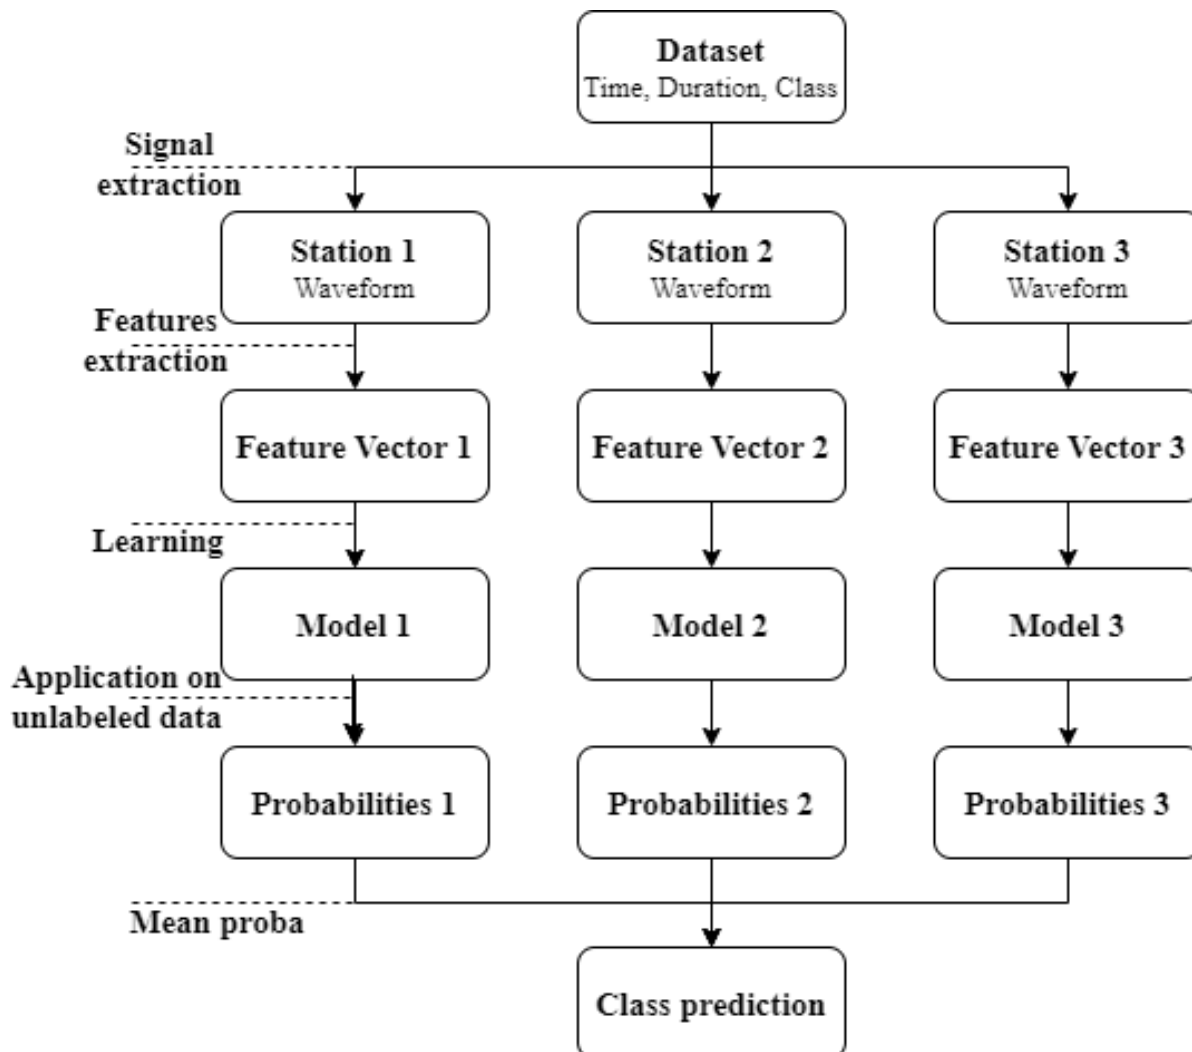 Dataset
Time, Duration, Class
Signal
extraction
Station 1
Waveform
Station 2
Waveform
Station 3
Waveform
Features
extraction
Feature Vector 1
Feature Vector 2
Feature Vector 3
Learning
Model 1
Model 2
Model 3
Application on
unlabeled data
Probabilities 1
Probabilities 2
Probabilities 3
Mean proba
Class prediction